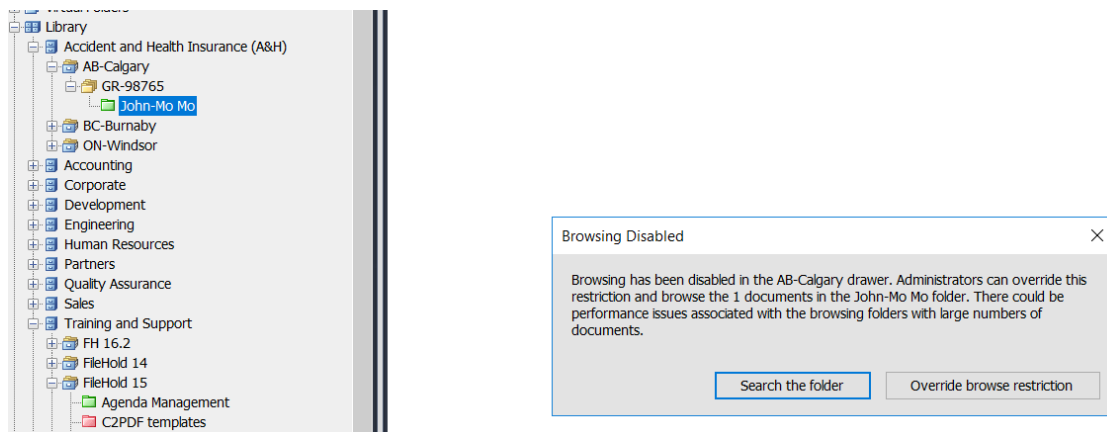 Virtual Folders
Library
Accident and Health Insurance (A&H)
AB-Calgary
GR-98765
John-Mo Mo
BC-Burnaby
ON-Windsor
Accounting
Corporate
Development
Engineering
Human Resources
Partners
Quality Assurance
Sales
Training and Support
FH 16.2
FileHold 14
FileHold 15
Agenda Management
C2PDF templates
Browsing Disabled
Browsing has been disabled in the AB-Calgary drawer. Administrators can override this
restriction and browse the 1 documents in the John-Mo Mo folder. There could be
performance issues associated with the browsing folders with large numbers of
documents.
Search the folder
Override browse restriction